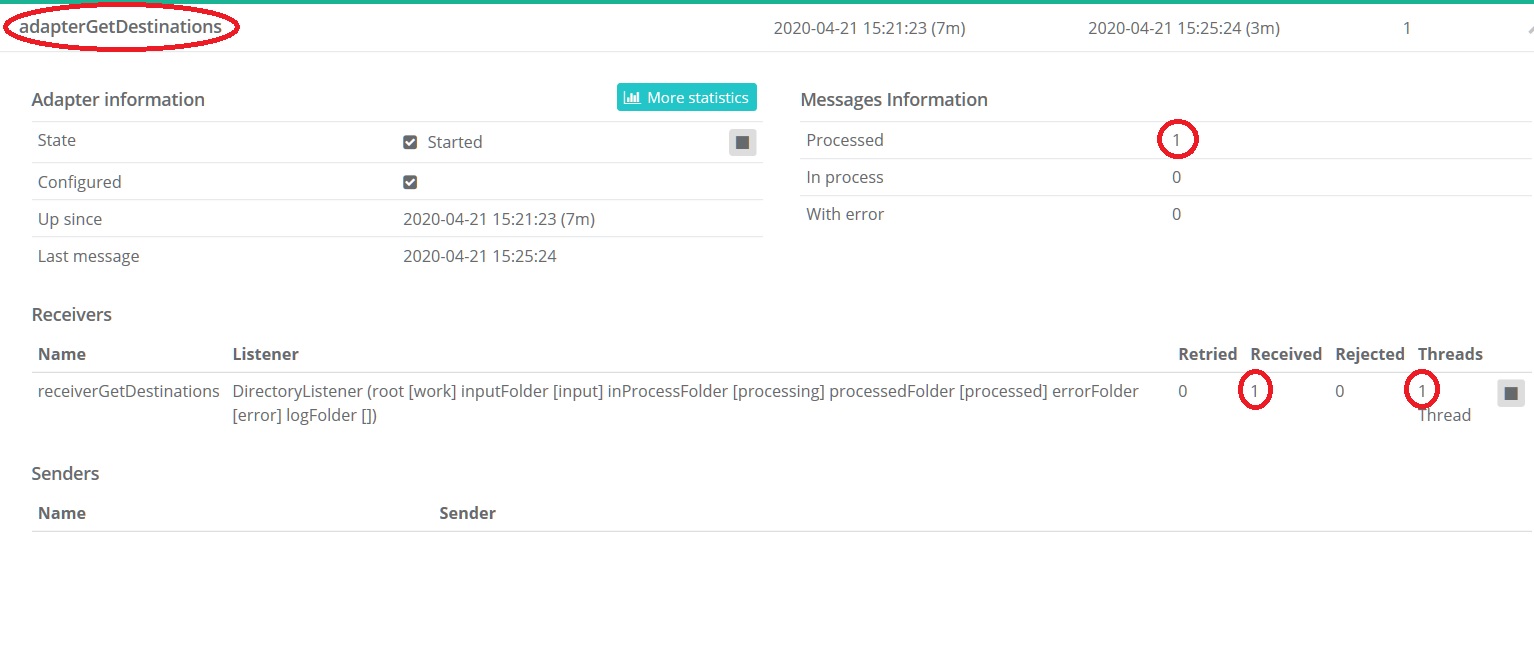 adapterGetDestinations 2020-04-21 15:21:23 (7m) 2020-04-21 15:25:24 (3m) 1
Adapter information More statistics
State Started
Configured
Up since 2020-04-21 15:21:23 (7m)
Last message 2020-04-21 15:25:24
Messages Information
Processed 1
In process 0
With error 0
Receivers
Name Listener Retried Received Rejected Threads
receiverGetDestinations DirectoryListener (root [work] inputFolder [input] inProcessFolder [processing] processedFolder [processed] errorFolder 0 1 0 1
[error] logFolder []) Thread
Senders
Name Sender